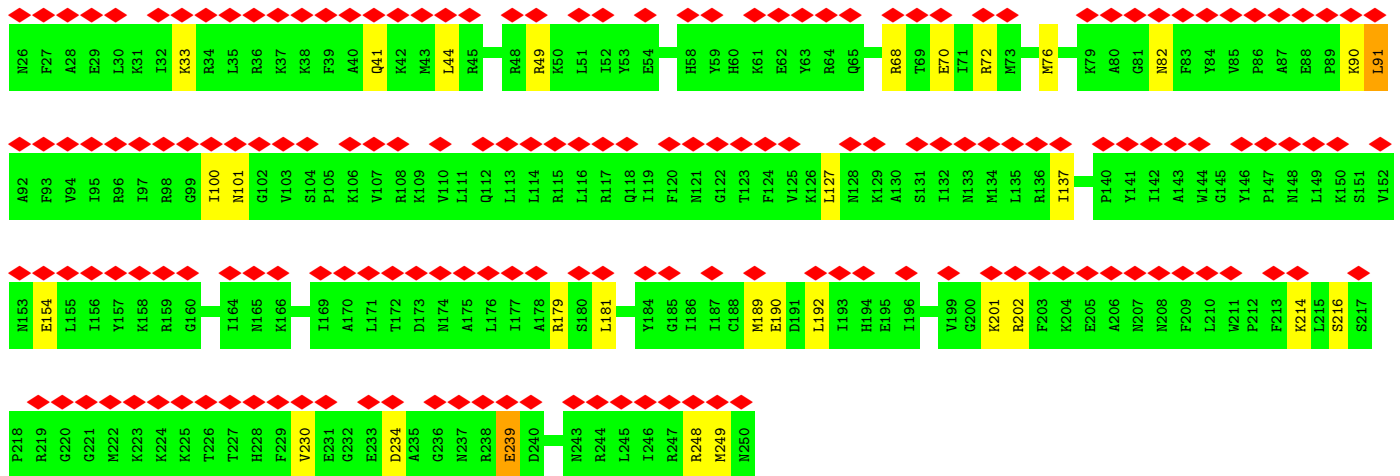 N26 F27 A28 E29 L30 K31 I32 K33 R34 L35 R36 K37 K38 F39 A40 Q41 K42 M43 L44 R45 R48 R49 K50 L51 I52 Y53 E54 H58 Y59 H60 K61 E62 Y63 R64 Q65 R68 T69 E70 I71 R72 M73 M76 K79 A80 G81 N82 F83 Y84 V85 P86 A87 E88 P89 K90 L91
A92 F93 V94 I95 R96 I97 R98 G99 I100 N101 G102 V103 S104 P105 K106 V107 R108 K109 V110 L111 Q112 L113 L114 R115 L116 R117 Q118 I119 F120 N121 G122 T123 F124 V125 K126 L127 N128 K129 A130 S131 I132 N133 M134 L135 R136 I137 P140 Y141 I142 A143 W144 G145 Y146 P147 N148 L149 K150 S151 V152
N153 E154 L155 I156 Y157 K158 R159 G160 I164 N165 K166 I169 A170 L171 T172 D173 N174 A175 L176 I177 A178 R179 S180 L181 Y184 G185 I186 I187 C188 M189 E190 D191 L192 I193 H194 E195 I196 V199 G200 K201 R202 F203 K204 E205 A206 N207 N208 F209 L210 W211 P212 F213 K214 L215 S216 S217
P218 R219 G220 G221 M222 K223 K224 K225 T226 T227 H228 F229 V230 E231 G232 E233 D234 A235 G236 N237 R238 E239 D240 N243 R244 L245 I246 R247 R248 M249 N250